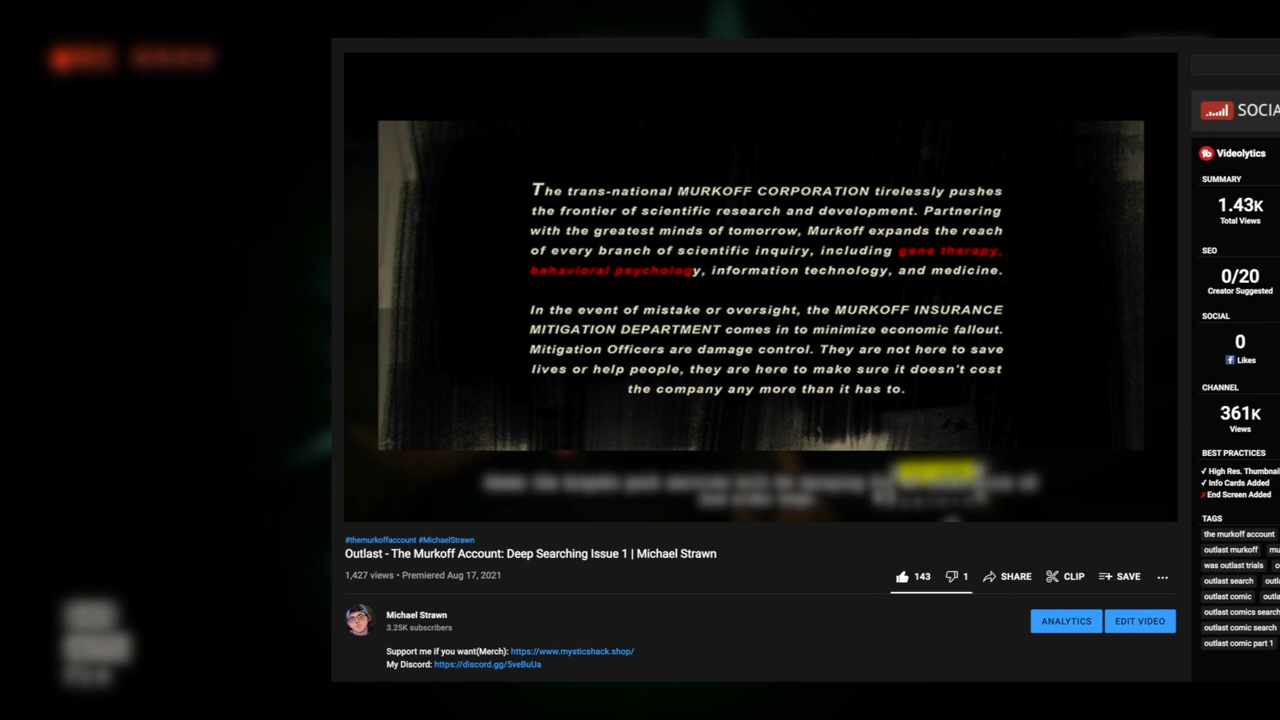 The trans-national MURKOFF CORPORATION tirelessly pushes
the frontier of scientific research and development. Partnering
with the greatest minds of tomorrow, Murkoff expands the reach
of every branch of scientific inquiry, including gene therapy,
behavioral psychology, information technology, and medicine.
In the event of mistake or oversight, the MURKOFF INSURANCE
MITIGATION DEPARTMENT comes in to minimize economic fallout.
Mitigation Officers are damage control. They are not here to save
lives or help people, they are here to make sure it doesn't cost
the company any more than it has to.
#themurkoffaccount #MichaelStrawn
Outlast - The Murkoff Account: Deep Searching Issue 1 | Michael Strawn
1,427 views • Premiered Aug 17, 2021
143 1 SHARE CLIP SAVE ...
Michael Strawn
3.25K subscribers
ANALYTICS EDIT VIDEO
Support me if you want(Merch): https://www.mysticshack.shop/
My Discord: https://discord.gg/5veBuUa
SOCIA
tb Videolytics
SUMMARY
1.43K
Total Views
SEO
0/20
Creator Suggested
SOCIAL
0
f Likes
CHANNEL
361K
Views
BEST PRACTICES
✓ High Res. Thumbnai
✓ Info Cards Added
✗ End Screen Added
TAGS
the murkoff account
outlast murkoff mu
was outlast trials o
outlast search outl
outlast comic outla
outlast comics search
outlast comic search
outlast comic part 1